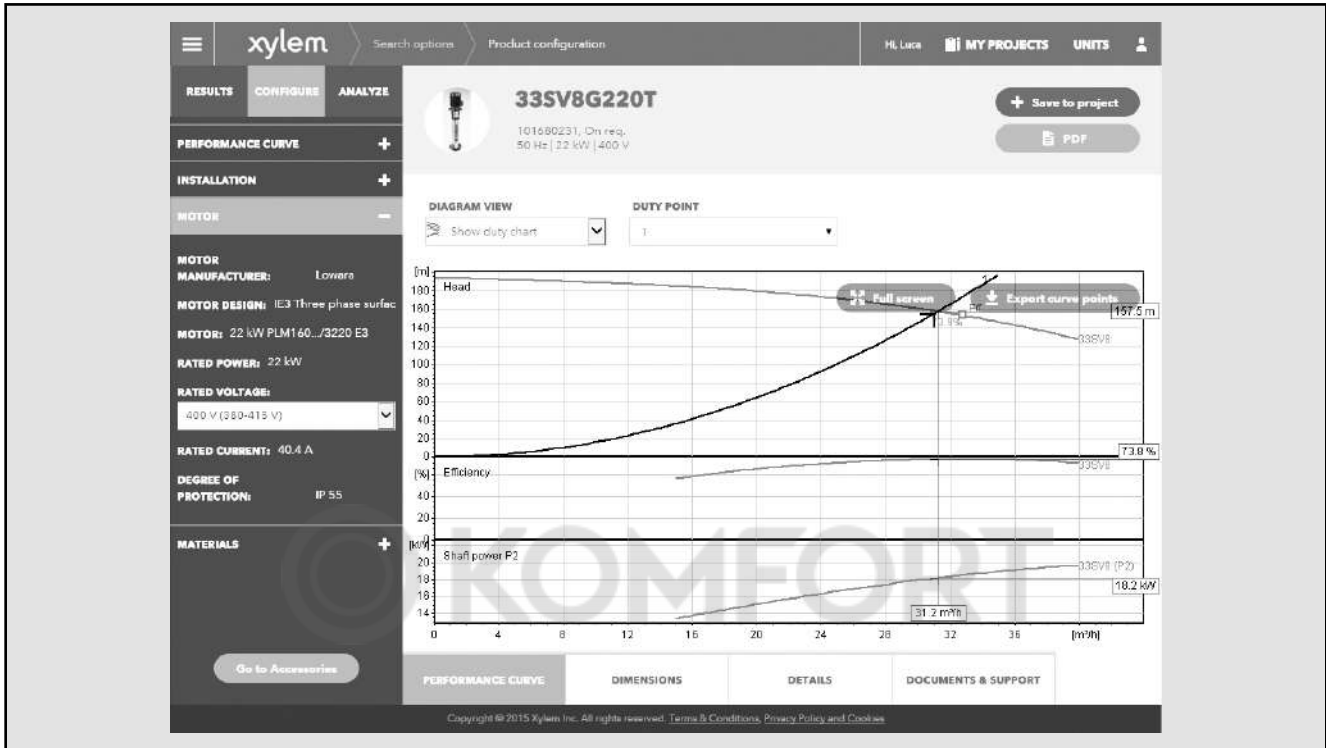 xylem
Search options
Product configuration
Hi, Luca
MY PROJECTS
UNITS
RESULTS
CONFIGURE
ANALYZE
33SV8G220T
101680231, On req.
50 Hz | 22 kW | 400 V
+ Save to project
PDF
PERFORMANCE CURVE +
INSTALLATION +
MOTOR −
MOTOR
MANUFACTURER: Lowara
MOTOR DESIGN: IE3 Three phase surfac
MOTOR: 22 kW PLM160.../3220 E3
RATED POWER: 22 kW
RATED VOLTAGE:
400 V (380-415 V)
RATED CURRENT: 40.4 A
DEGREE OF
PROTECTION: IP 55
MATERIALS +
Go to Accessories
DIAGRAM VIEW
Show duty chart
DUTY POINT
1
[m]
Head
180
160
140
120
100
80
60
40
20
0
1
Full screen
Export curve points
157.5 m
33SV8
73.8 %
[%]
Efficiency
33SV8
40
20
0
[kW]
Shaft power P2
20
18
16
14
33SV8 (P2)
18.2 kW
31.2 m³/h
0 4 8 12 16 20 24 28 32 36 [m³/h]
KOMFORT
PERFORMANCE CURVE
DIMENSIONS
DETAILS
DOCUMENTS & SUPPORT
Copyright © 2015 Xylem Inc. All rights reserved. Terms & Conditions, Privacy Policy and Cookies